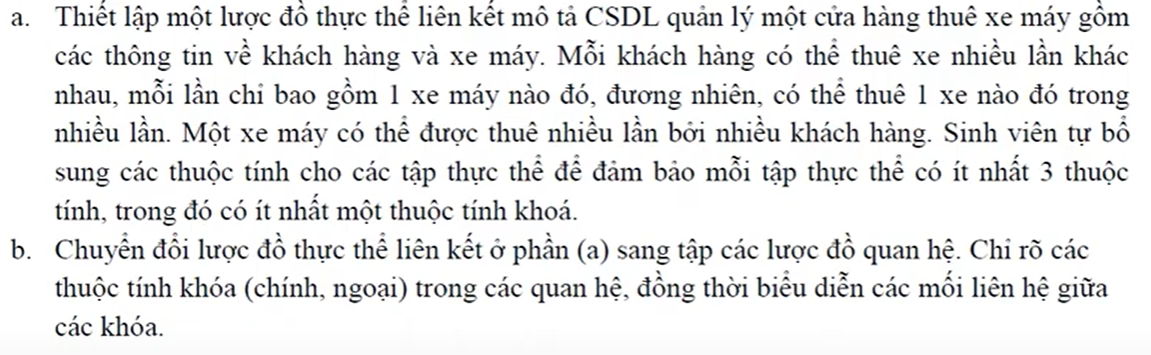 a. Thiết lập một lược đồ thực thể liên kết mô tả CSDL quản lý một cửa hàng thuê xe máy gồm
các thông tin về khách hàng và xe máy. Mỗi khách hàng có thể thuê xe nhiều lần khác
nhau, mỗi lần chỉ bao gồm 1 xe máy nào đó, đương nhiên, có thể thuê 1 xe nào đó trong
nhiều lần. Một xe máy có thể được thuê nhiều lần bởi nhiều khách hàng. Sinh viên tự bổ
sung các thuộc tính cho các tập thực thể để đảm bảo mỗi tập thực thể có ít nhất 3 thuộc
tính, trong đó có ít nhất một thuộc tính khoá.
b. Chuyển đổi lược đồ thực thể liên kết ở phần (a) sang tập các lược đồ quan hệ. Chỉ rõ các
thuộc tính khóa (chính, ngoại) trong các quan hệ, đồng thời biểu diễn các mối liên hệ giữa
các khóa.